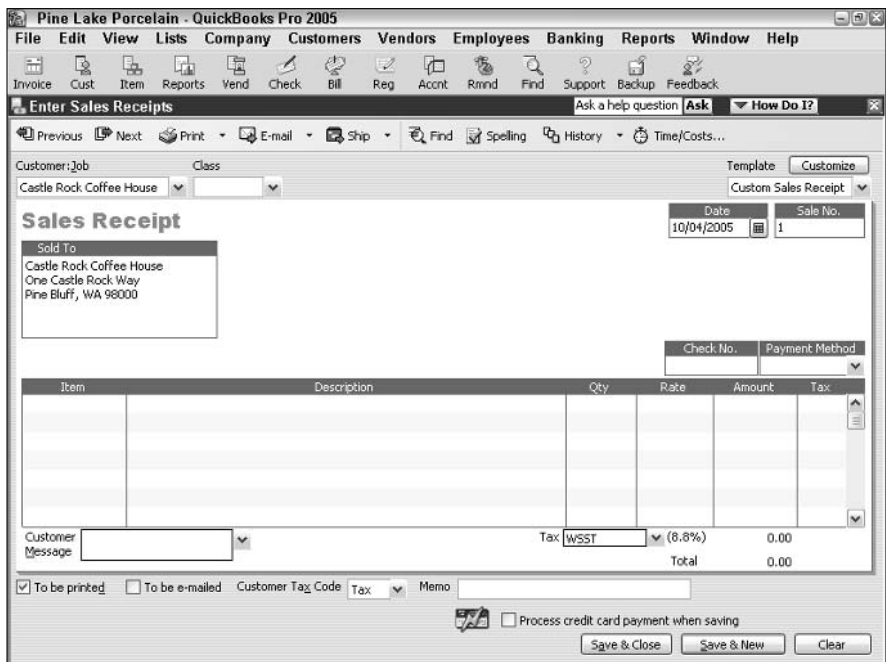 Pine Lake Porcelain - QuickBooks Pro 2005
File Edit View Lists Company Customers Vendors Employees Banking Reports Window Help
Invoice Cust Item Reports Vend Check Bill Reg Accnt Rmnd Find Support Backup Feedback
Enter Sales Receipts Ask a help question Ask How Do I?
Previous Next Print E-mail Ship Find Spelling History Time/Costs...
Customer:Job Class Template Customize
Castle Rock Coffee House Custom Sales Receipt
Sales Receipt
Date Sale No.
10/04/2005 1
Sold To
Castle Rock Coffee House
One Castle Rock Way
Pine Bluff, WA 98000
Check No. Payment Method
Item Description Qty Rate Amount Tax
Customer Message Tax WSST (8.8%) 0.00
Total 0.00
To be printed To be e-mailed Customer Tax Code Tax Memo
Process credit card payment when saving
Save & Close Save & New Clear